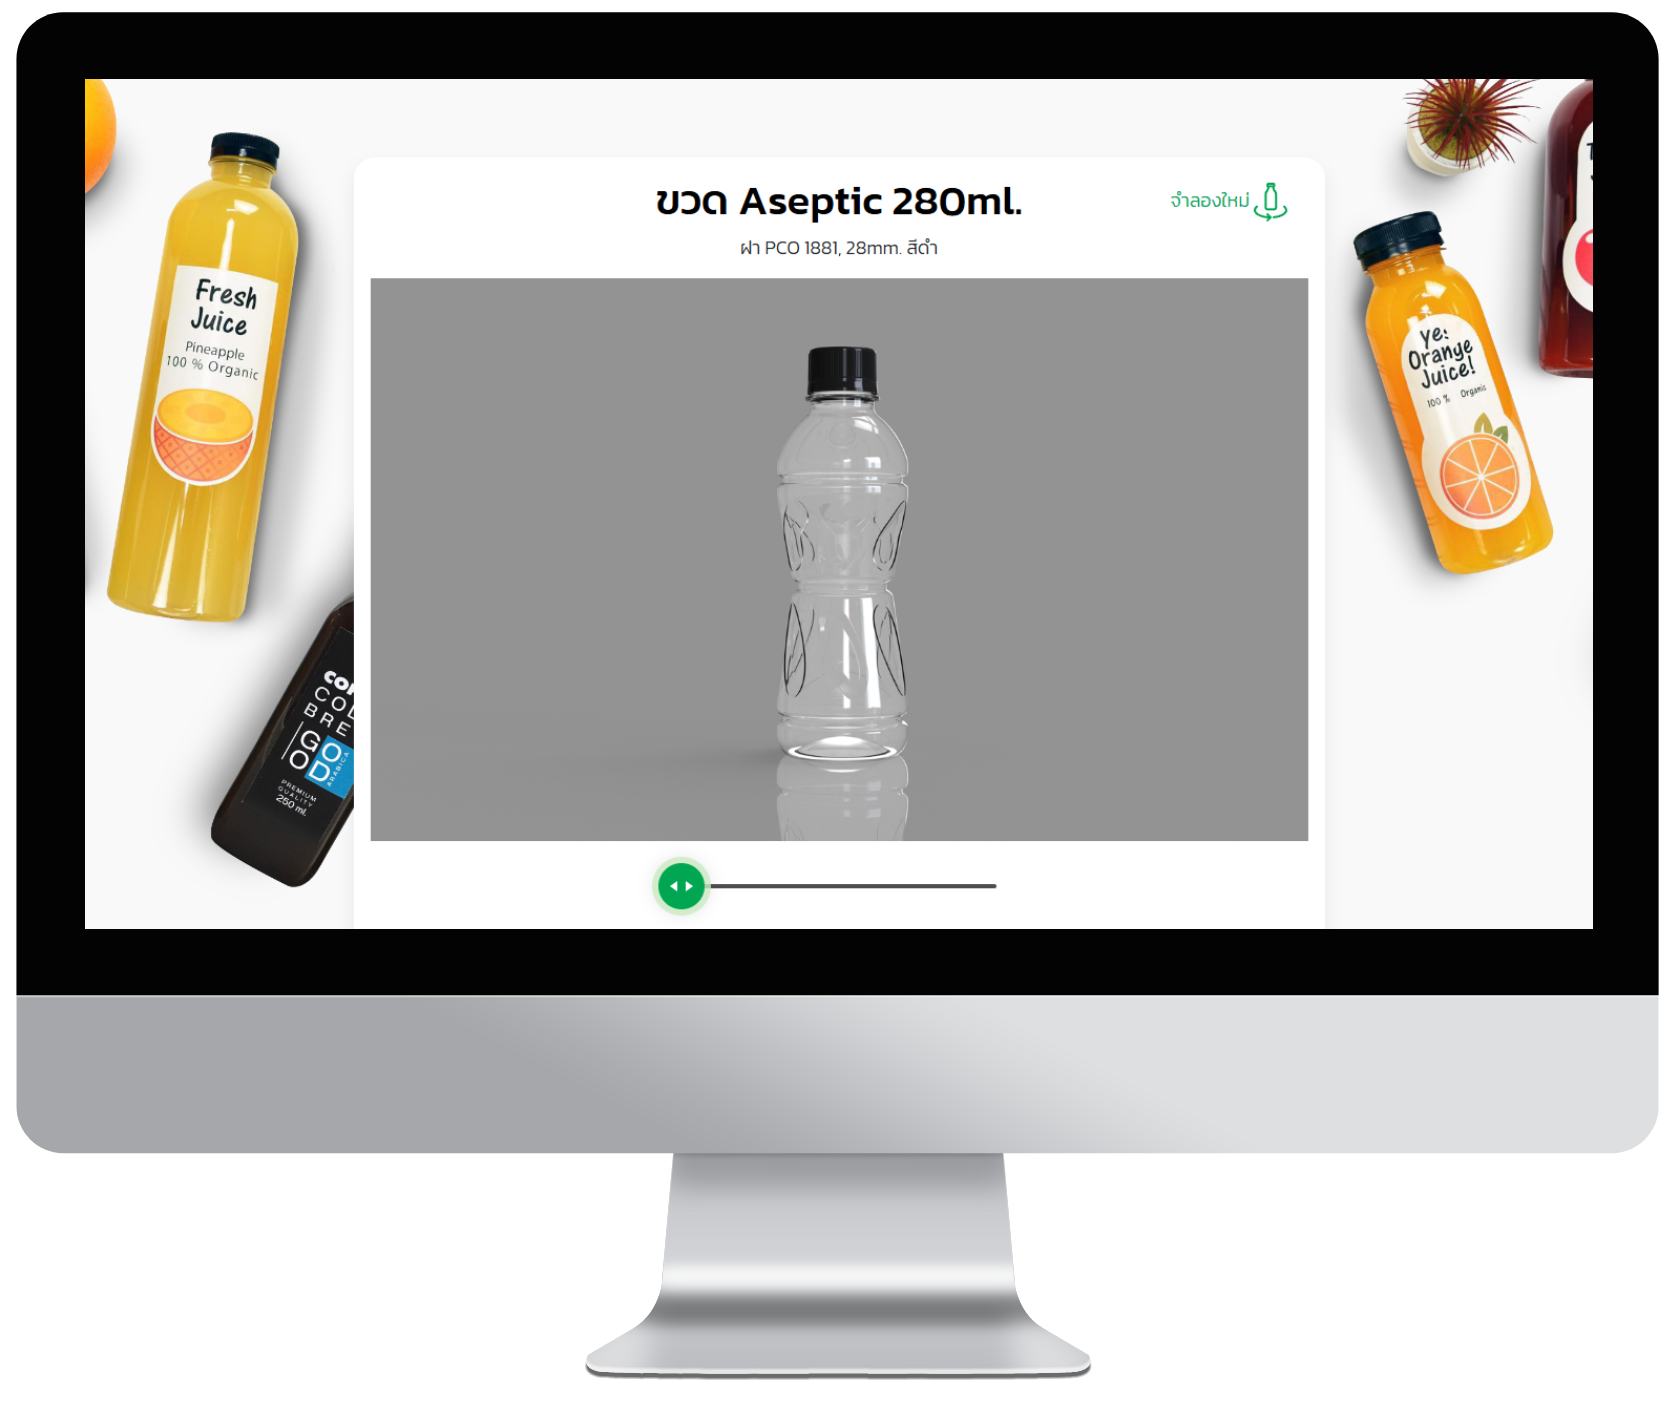 ขวด Aseptic 280ml.
ฝา PCO 1881, 28mm. สีดำ
จำลองใหม่
Fresh
Juice
Pineapple
100 % Organic
COL
BRE
GO
OD
ARABICA
PREMIUM
QUALITY
250 ml.
ye:
Orange
Juice!
100 % Organic